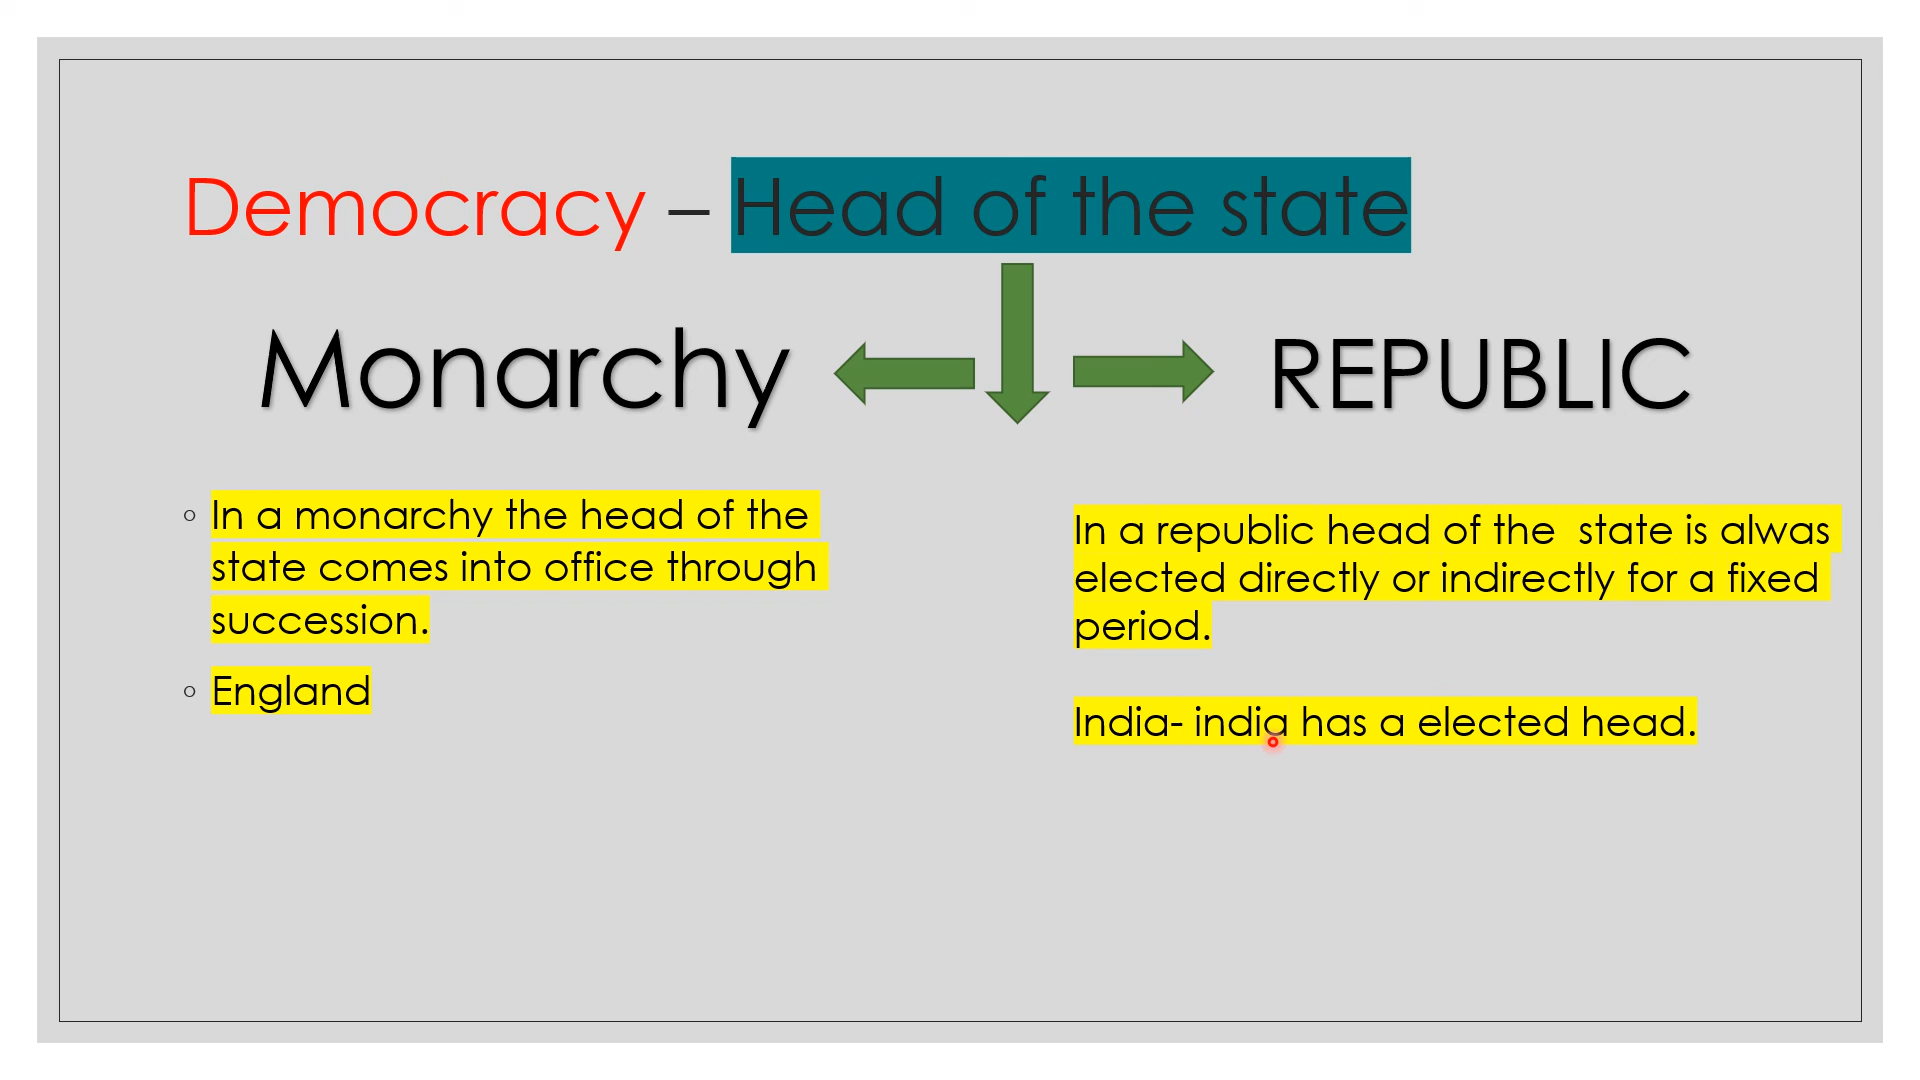 Democracy – Head of the state
Monarchy
REPUBLIC
In a monarchy the head of the
state comes into office through
succession.
England
In a republic head of the  state is alwas
elected directly or indirectly for a fixed
period.
India- india has a elected head.